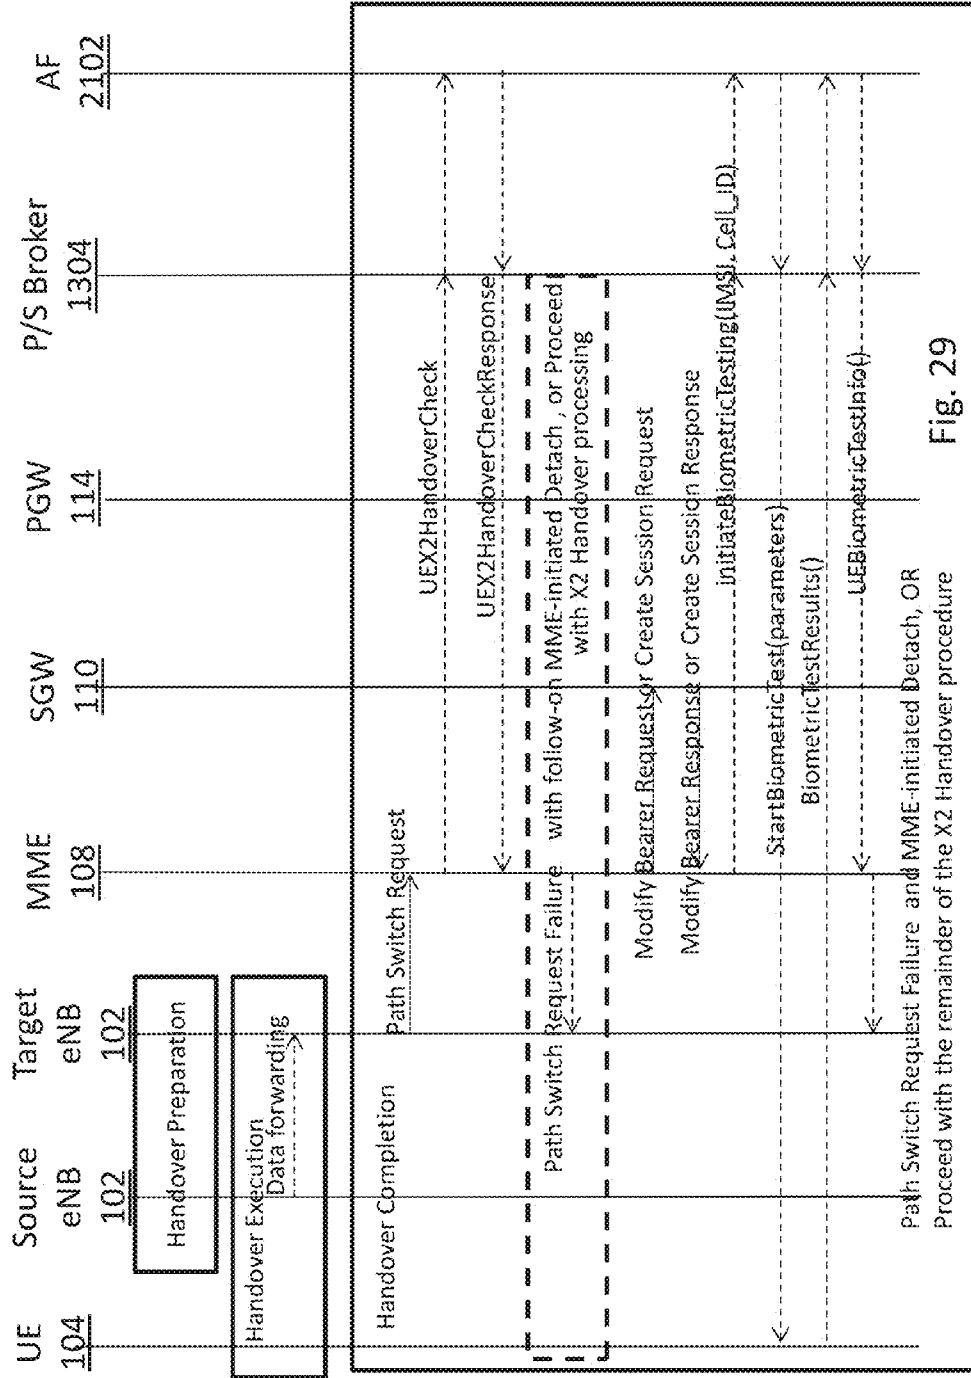 UE
104
Source
eNB
102
Target
eNB
102
MME
108
SGW
110
PGW
114
P/S Broker
1304
AF
2102
Handover Preparation
Handover Execution
Data forwarding
Handover Completion
Path Switch Request
UEX2HandoverCheck
UEX2HandoverCheckResponse
Path Switch Request Failure with follow-on MME-initiated Detach , or Proceed
with X2 Handover processing
Modify Bearer Request or Create Session Request
Modify Bearer Response or Create Session Response
InitiateBiometricTesting(IMSI, Cell_ID)
StartBiometricTest(parameters)
BiometricTestResults()
UEBiometricTestInfo()
Path Switch Request Failure and MME-initiated Detach, OR
Proceed with the remainder of the X2 Handover procedure
Fig. 29